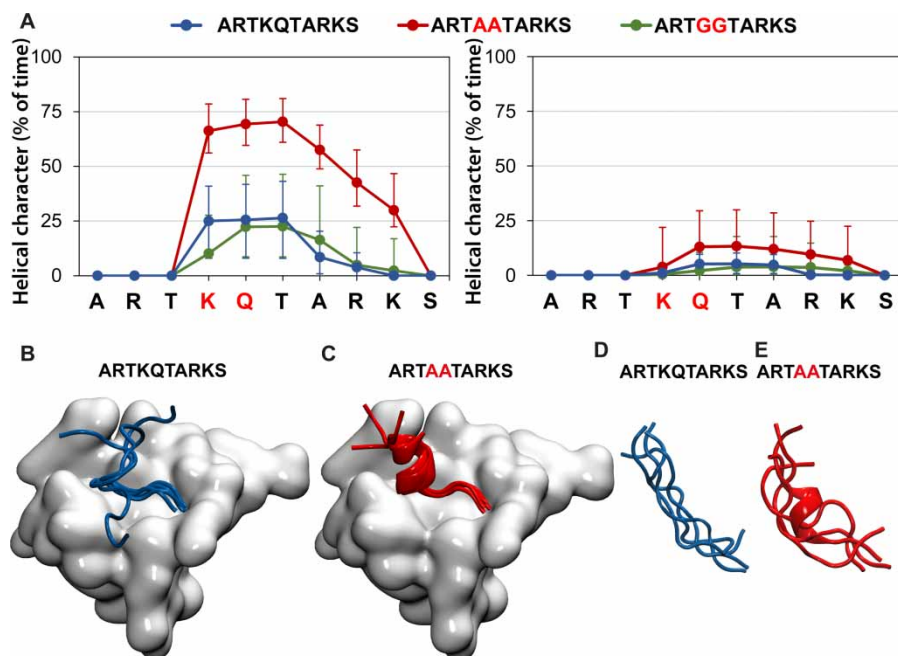 A
ARTKQTARKS ARTAATARKS ARTGGTARKS
Helical character (% of time)
100
75
50
25
0
A R T K Q T A R K S
Helical character (% of time)
100
75
50
25
0
A R T K Q T A R K S
B C D E
ARTKQTARKS ARTAATARKS ARTKQTARKS ARTAATARKS